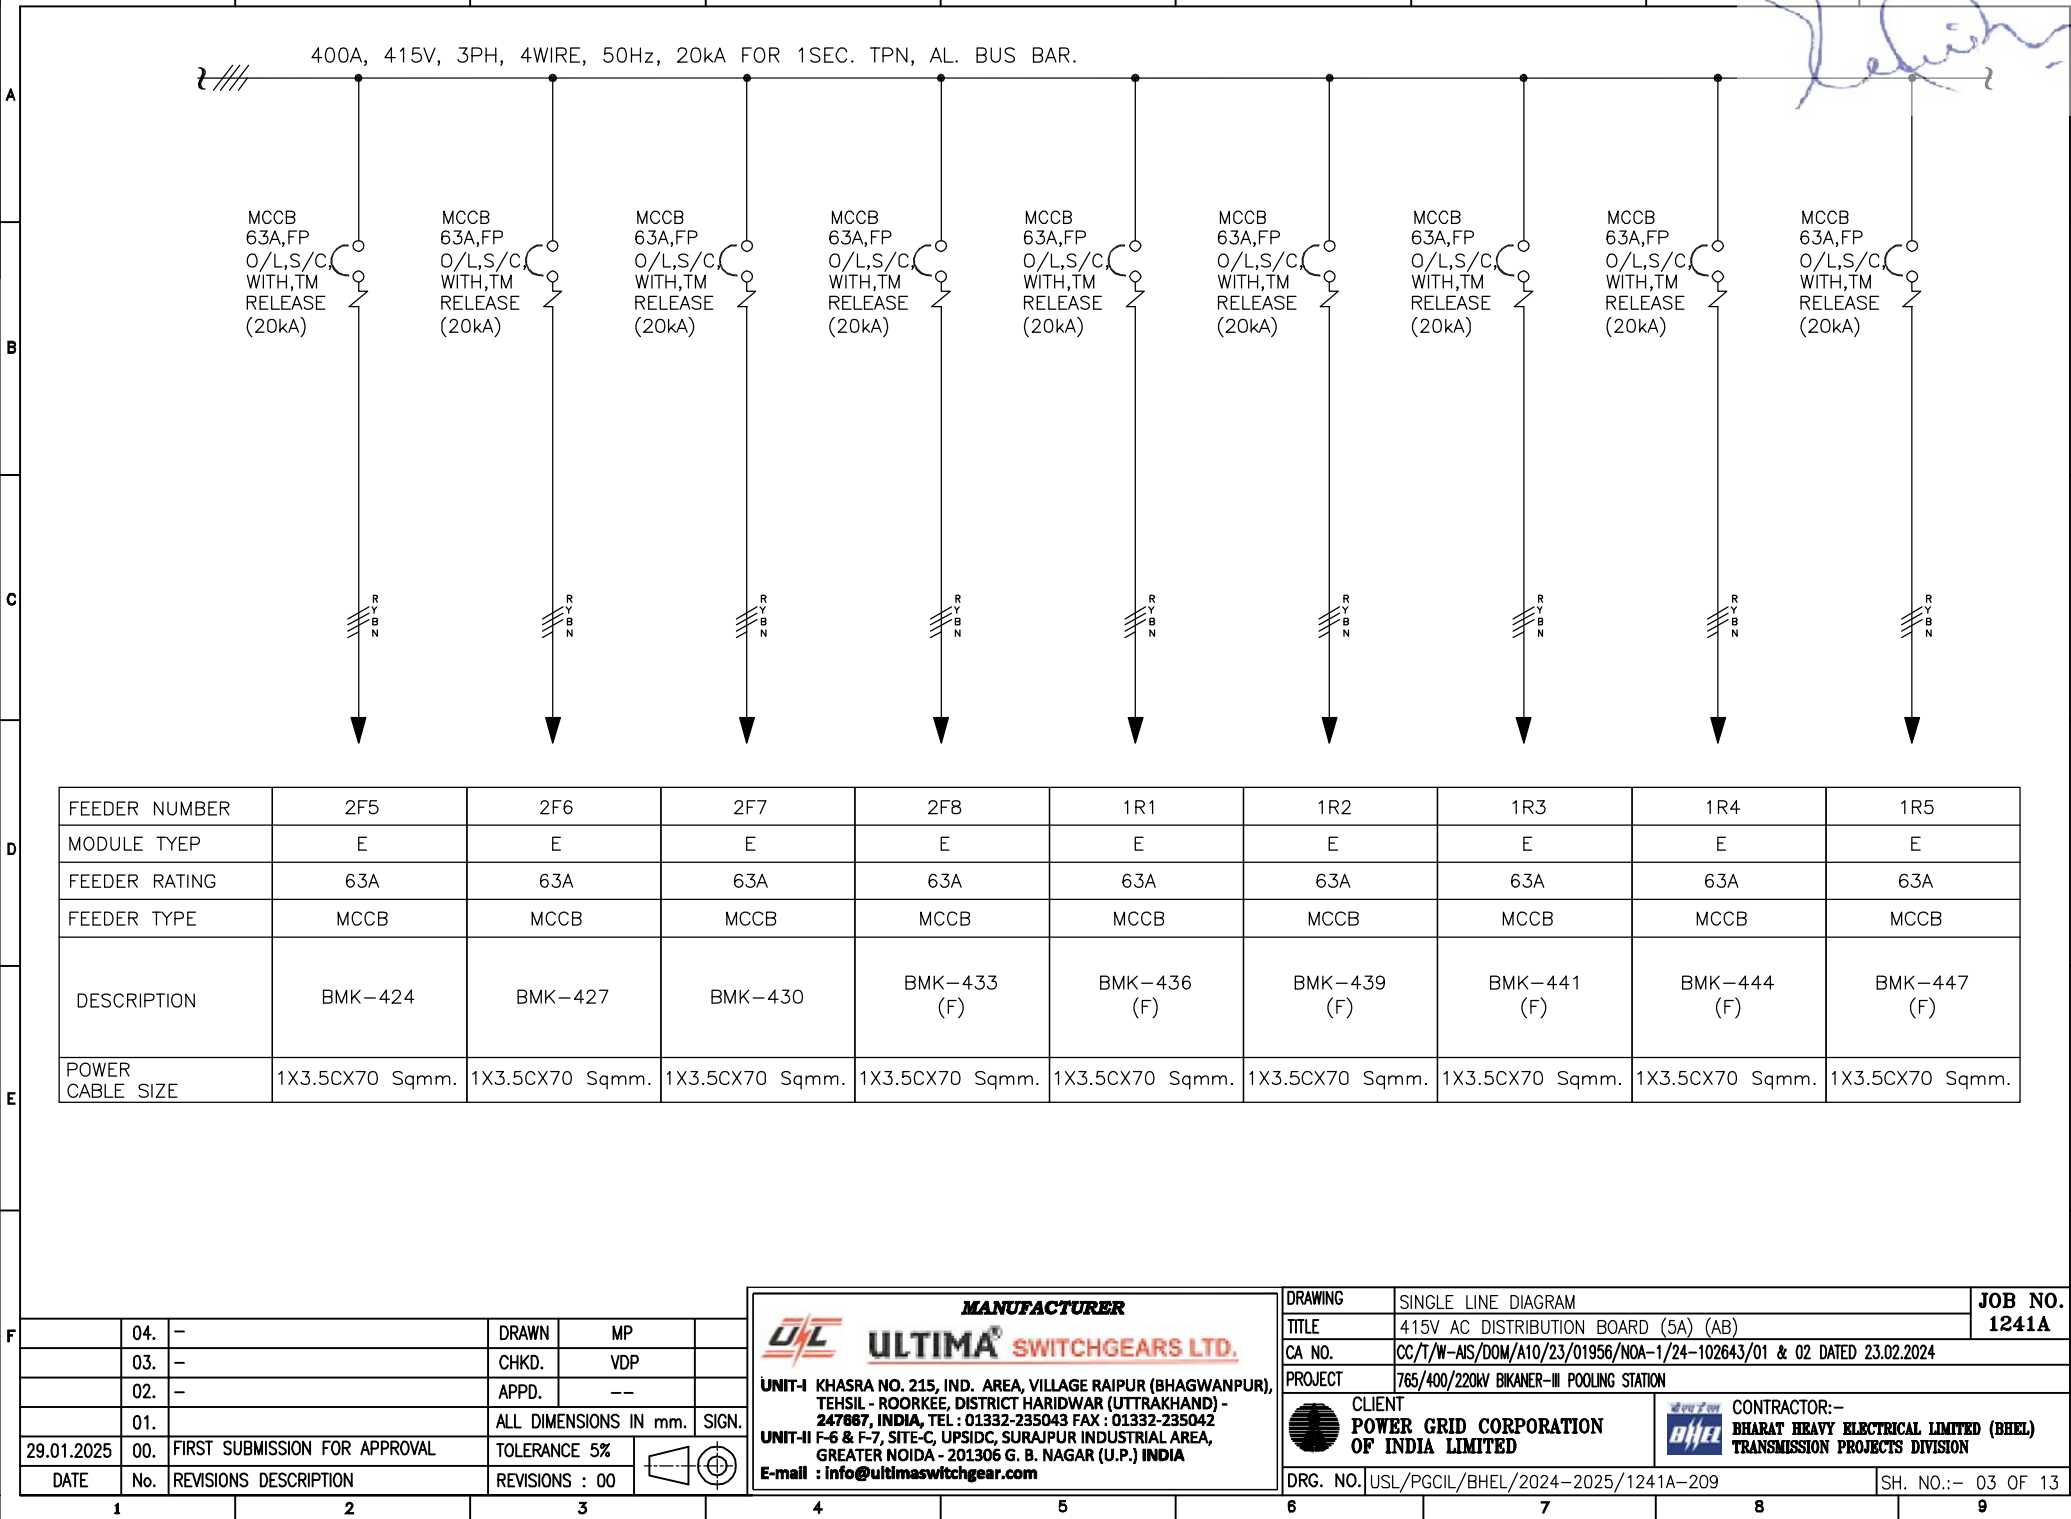 400A, 415V, 3PH, 4WIRE, 50Hz, 20kA FOR 1SEC. TPN, AL. BUS BAR.
A
MCCB MCCB MCCB MCCB MCCB MCCB MCCB MCCB MCCB
63A,FP 63A,FP 63A,FP 63A,FP 63A,FP 63A,FP 63A,FP 63A,FP 63A,FP
O/L,S/C, O/L,S/C, O/L,S/C, O/L,S/C, O/L,S/C, O/L,S/C, O/L,S/C, O/L,S/C, O/L,S/C,
WITH,TM WITH,TM WITH,TM WITH,TM WITH,TM WITH,TM WITH,TM WITH,TM WITH,TM
RELEASE RELEASE RELEASE RELEASE RELEASE RELEASE RELEASE RELEASE RELEASE
(20kA) (20kA) (20kA) (20kA) (20kA) (20kA) (20kA) (20kA) (20kA)
B
C
R R R R R R R R R
Y Y Y Y Y Y Y Y Y
B B B B B B B B B
N N N N N N N N N
FEEDER NUMBER 2F5 2F6 2F7 2F8 1R1 1R2 1R3 1R4 1R5
D
MODULE TYEP E E E E E E E E E
FEEDER RATING 63A 63A 63A 63A 63A 63A 63A 63A 63A
FEEDER TYPE MCCB MCCB MCCB MCCB MCCB MCCB MCCB MCCB MCCB
DESCRIPTION BMK-424 BMK-427 BMK-430 BMK-433 (F) BMK-436 (F) BMK-439 (F) BMK-441 (F) BMK-444 (F) BMK-447 (F)
POWER
CABLE SIZE 1X3.5CX70 Sqmm. 1X3.5CX70 Sqmm. 1X3.5CX70 Sqmm. 1X3.5CX70 Sqmm. 1X3.5CX70 Sqmm. 1X3.5CX70 Sqmm. 1X3.5CX70 Sqmm. 1X3.5CX70 Sqmm. 1X3.5CX70 Sqmm.
E
F
04. - DRAWN MP
03. - CHKD. VDP
02. - APPD. --
01. ALL DIMENSIONS IN mm. SIGN.
29.01.2025 00. FIRST SUBMISSION FOR APPROVAL TOLERANCE 5%
DATE No. REVISIONS DESCRIPTION REVISIONS : 00
MANUFACTURER
USL ULTIMA® SWITCHGEARS LTD.
UNIT-I KHASRA NO. 215, IND. AREA, VILLAGE RAIPUR (BHAGWANPUR),
TEHSIL - ROORKEE, DISTRICT HARIDWAR (UTTRAKHAND) -
247667, INDIA, TEL : 01332-235043 FAX : 01332-235042
UNIT-II F-6 & F-7, SITE-C, UPSIDC, SURAJPUR INDUSTRIAL AREA,
GREATER NOIDA - 201306 G. B. NAGAR (U.P.) INDIA
E-mail : info@ultimaswitchgear.com
DRAWING SINGLE LINE DIAGRAM
TITLE 415V AC DISTRIBUTION BOARD (5A) (AB)
JOB NO.
1241A
CA NO. CC/T/W-AIS/DOM/A10/23/01956/NOA-1/24-102643/01 & 02 DATED 23.02.2024
PROJECT 765/400/220kV BIKANER-III POOLING STATION
CLIENT
POWER GRID CORPORATION
OF INDIA LIMITED
बीएचईएल
BHEL
CONTRACTOR:-
BHARAT HEAVY ELECTRICAL LIMITED (BHEL)
TRANSMISSION PROJECTS DIVISION
DRG. NO. USL/PGCIL/BHEL/2024-2025/1241A-209 SH. NO.:- 03 OF 13
1 2 3 4 5 6 7 8 9